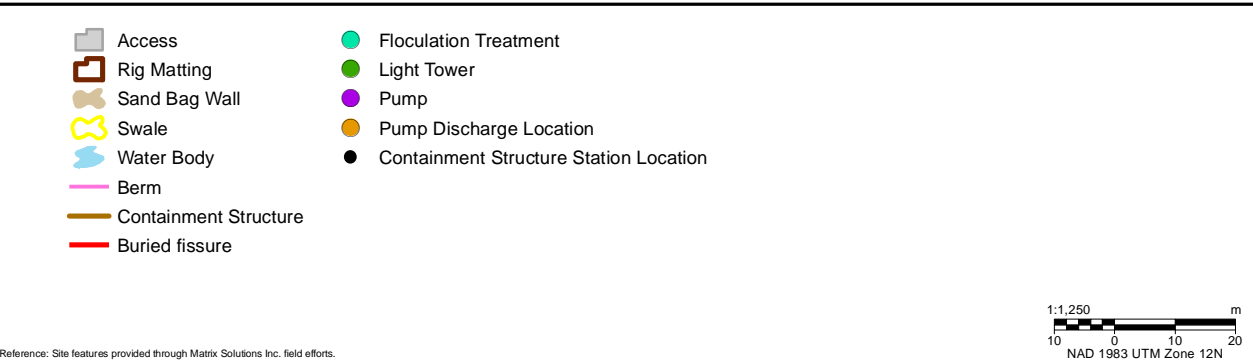 Access
Rig Matting
Sand Bag Wall
Swale
Water Body
Berm
Containment Structure
Buried fissure
Floculation Treatment
Light Tower
Pump
Pump Discharge Location
Containment Structure Station Location
1:1,250 m
10 0 10 20
NAD 1983 UTM Zone 12N
Reference: Site features provided through Matrix Solutions Inc. field efforts.